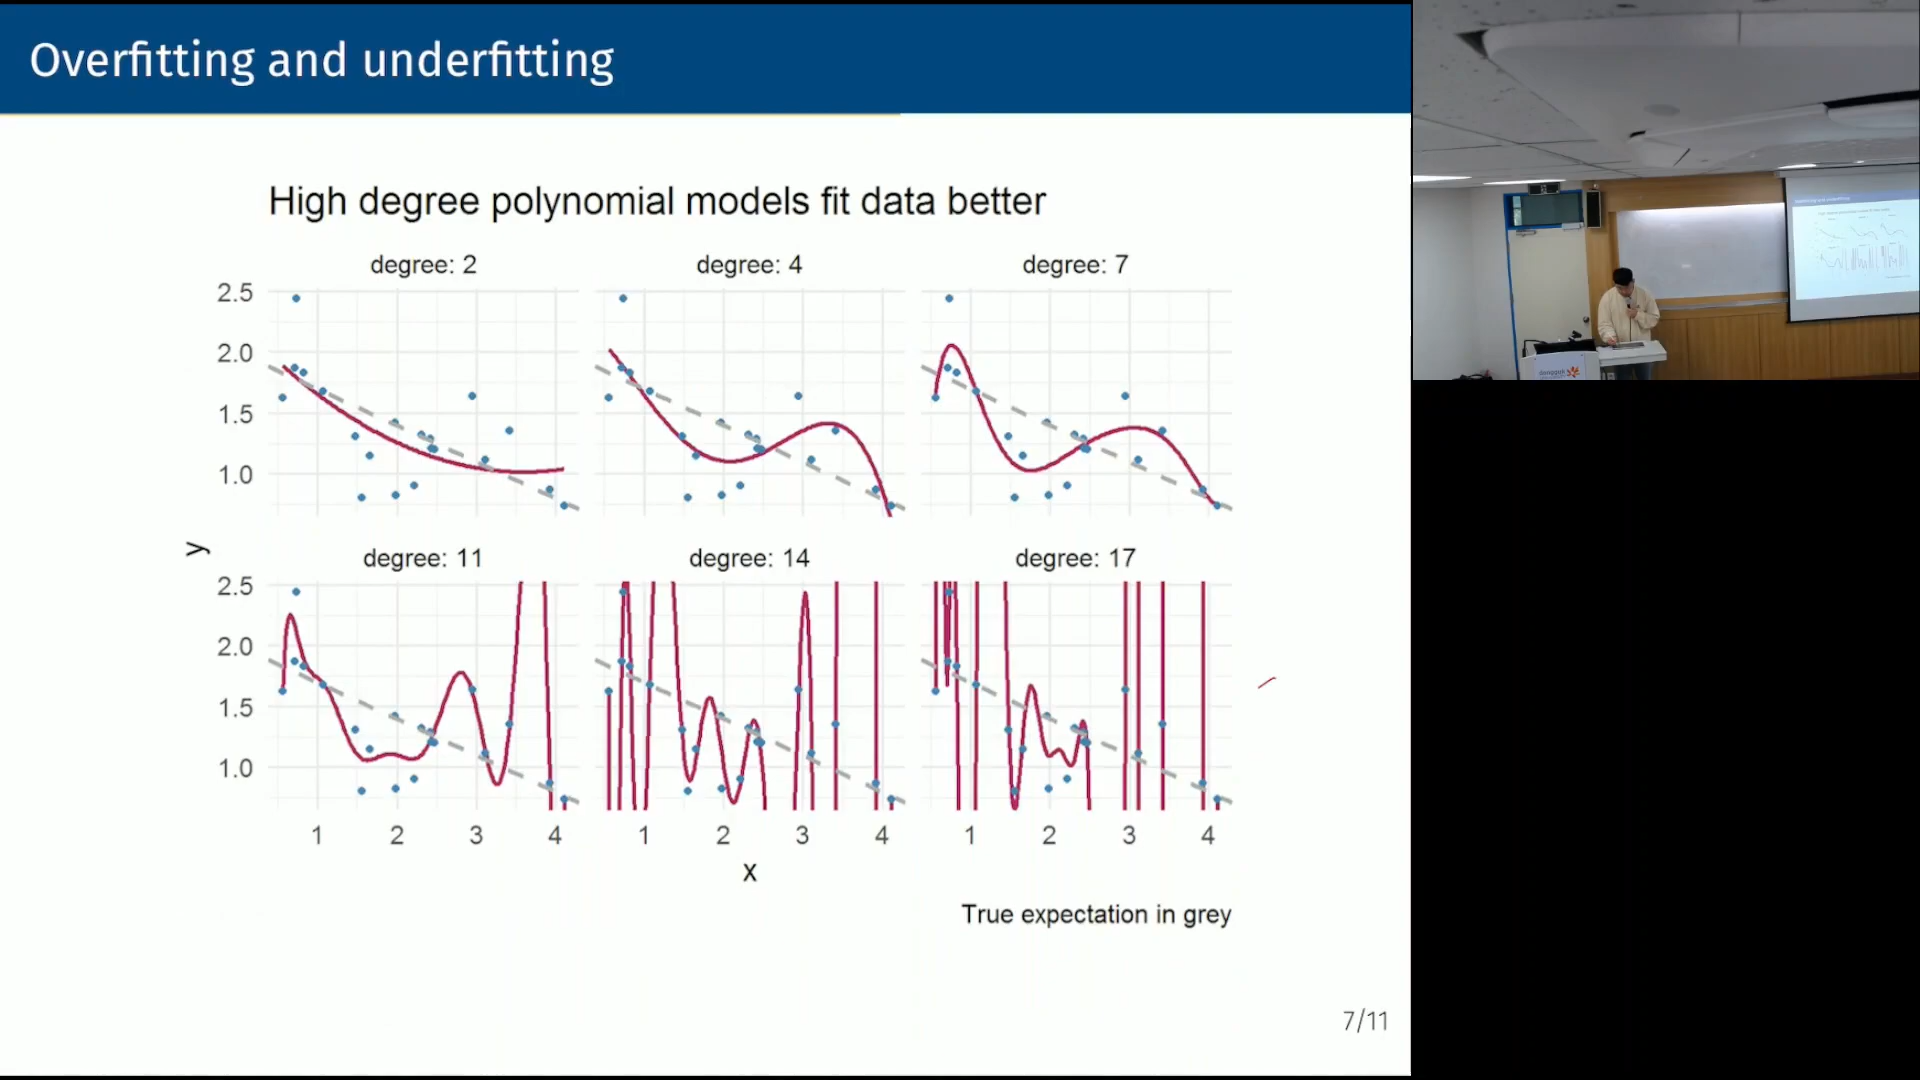 Overfitting and underfitting
High degree polynomial models fit data better
degree: 2 degree: 4 degree: 7
2.5
2.0
1.5
1.0
y
degree: 11 degree: 14 degree: 17
2.5
2.0
1.5
1.0
1 2 3 4 1 2 3 4 1 2 3 4
x
True expectation in grey
7/11
dongguk